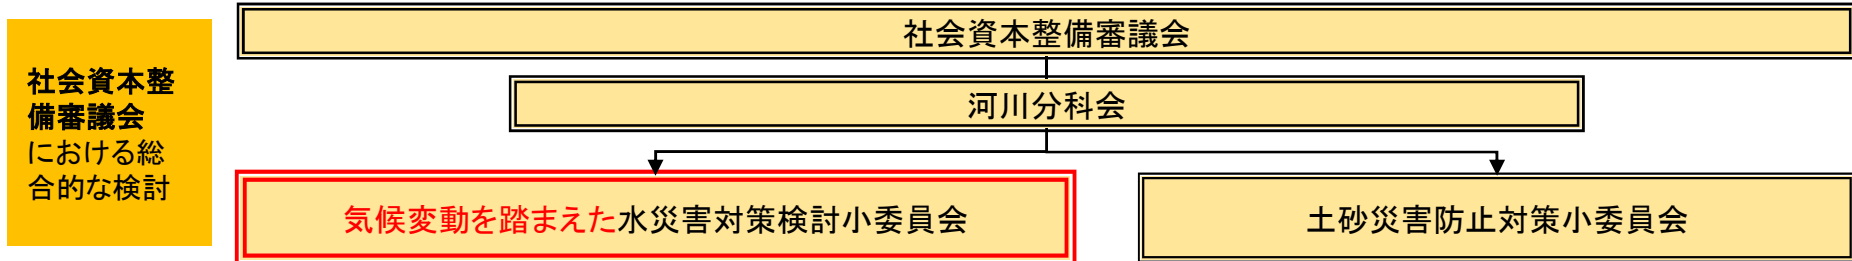 社会資本整
備審議会
における総
合的な検討
社会資本整備審議会
河川分科会
気候変動を踏まえた水災害対策検討小委員会
土砂災害防止対策小委員会